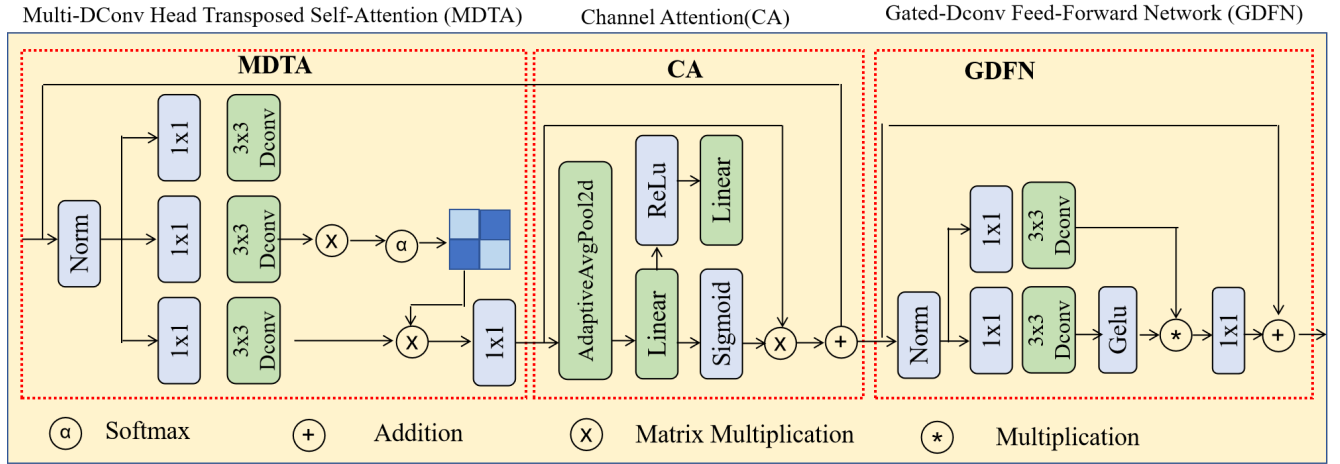 Multi-DConv Head Transposed Self-Attention (MDTA)
Channel Attention(CA)
Gated-Dconv Feed-Forward Network (GDFN)
MDTA
CA
GDFN
Norm
1x1
3x3
Dconv
1x1
3x3
Dconv
x
α
1x1
3x3
Dconv
x
1x1
AdaptiveAvgPool2d
ReLu
Linear
Linear
Sigmoid
x
+
Norm
1x1
3x3
Dconv
1x1
3x3
Dconv
Gelu
*
1x1
+
α Softmax
+ Addition
x Matrix Multiplication
* Multiplication